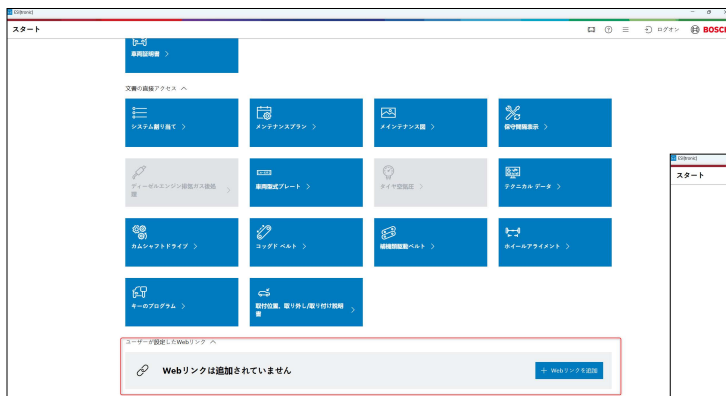 ES[tronic]
スタート
ログオン
BOSCH
車両証明書
文書の直接アクセス
システム割り当て
メンテナンスプラン
メインテナンス図
保守間隔表示
ディーゼルエンジン排気ガス後処理
車両型式プレート
タイヤ空気圧
テクニカル データ
カムシャフトドライブ
コッグド ベルト
補機類駆動ベルト
ホイールアライメント
キーのプログラム
取付位置、取り外し/取り付け説明書
ユーザーが設定したWebリンク
Webリンクは追加されていません
+ Webリンクを追加
ES[tronic]
スタート